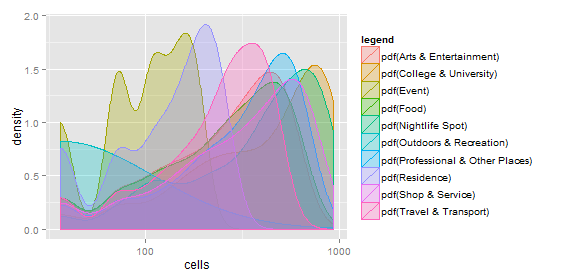 2.0
1.5
1.0
0.5
0.0
density
100
1000
cells
legend
pdf(Arts & Entertainment)
pdf(College & University)
pdf(Event)
pdf(Food)
pdf(Nightlife Spot)
pdf(Outdoors & Recreation)
pdf(Professional & Other Places)
pdf(Residence)
pdf(Shop & Service)
pdf(Travel & Transport)